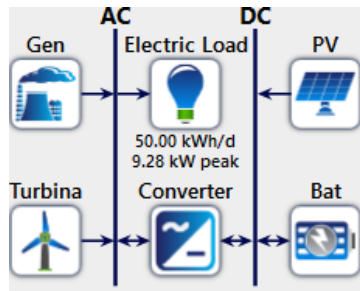 AC DC
Gen Electric Load PV
50.00 kWh/d
9.28 kW peak
Turbina Converter Bat